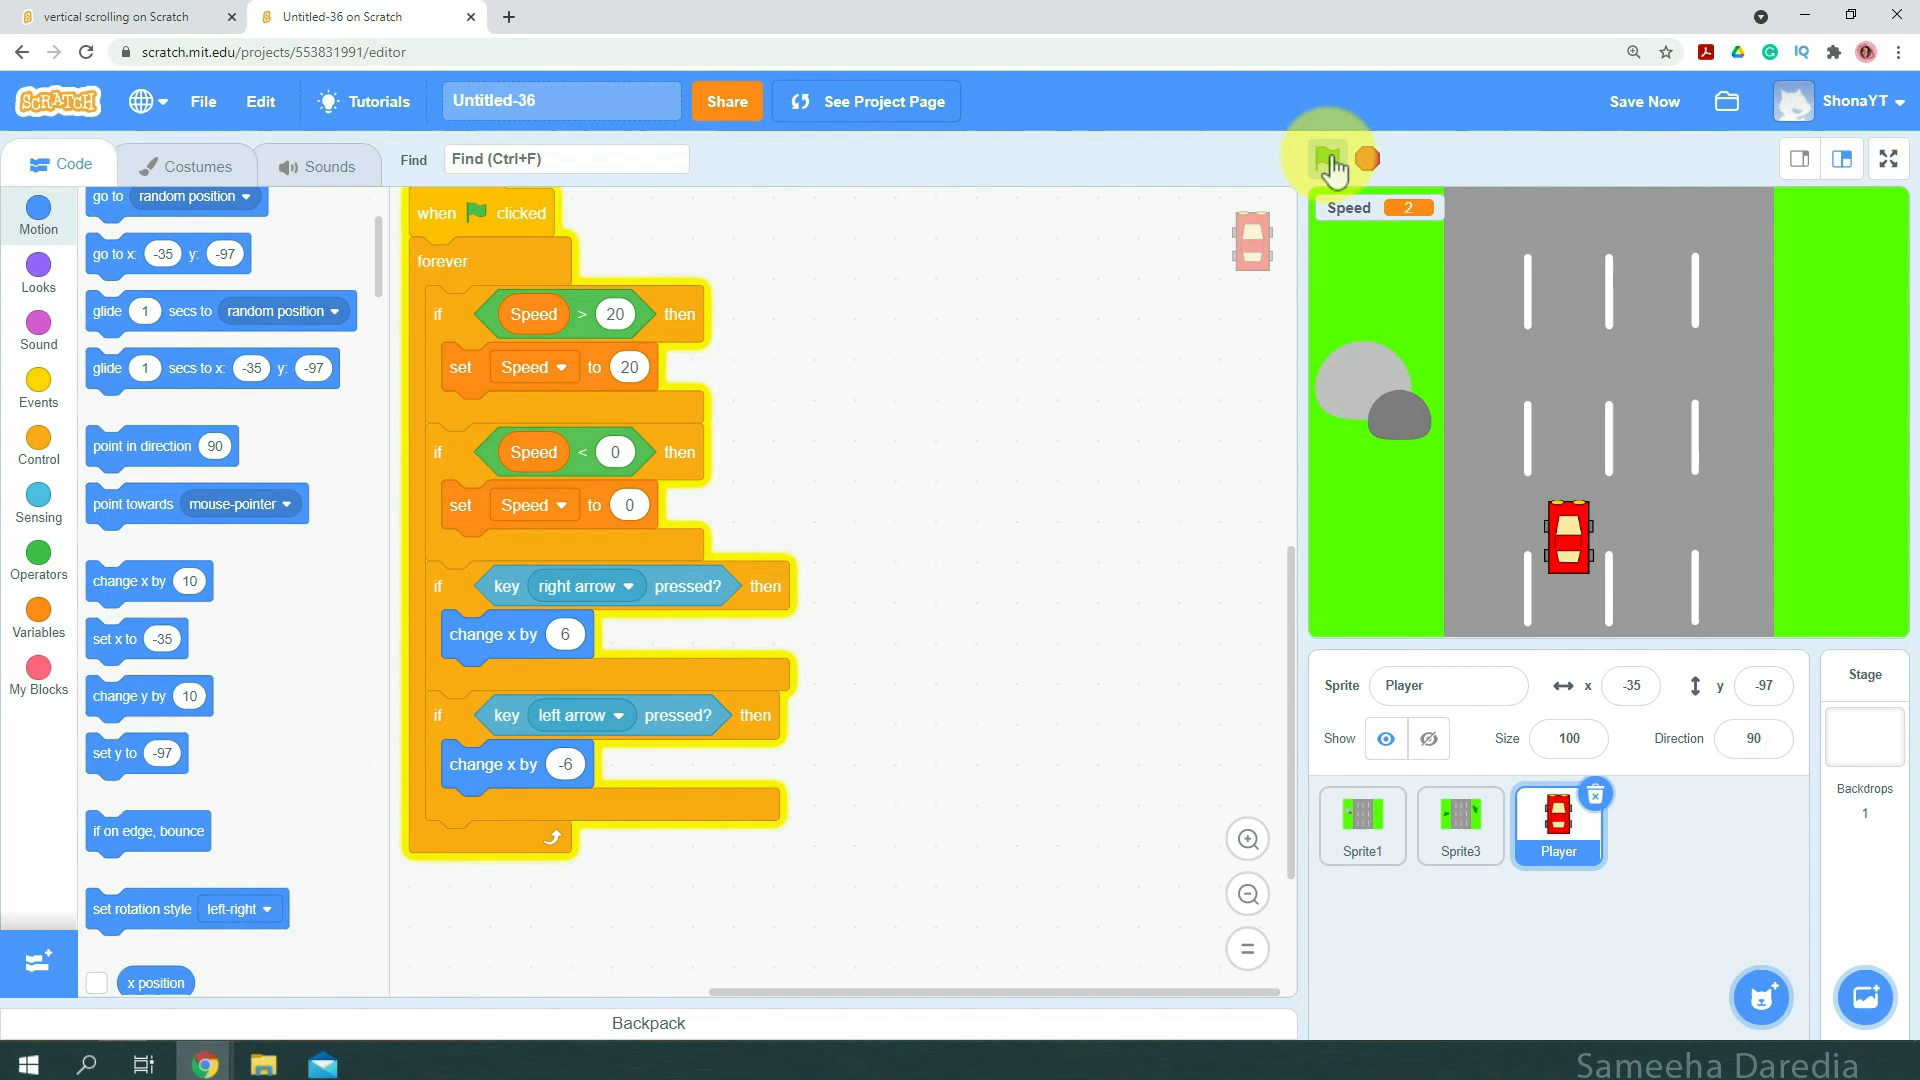 vertical scrolling on Scratch
Untitled-36 on Scratch
scratch.mit.edu/projects/553831991/editor
SCRATCH
File
Edit
Tutorials
Untitled-36
Share
See Project Page
Save Now
ShonaYT
Code
Costumes
Sounds
Find
Find (Ctrl+F)
Motion
Looks
Sound
Events
Control
Sensing
Operators
Variables
My Blocks
go to random position
go to x: -35 y: -97
glide 1 secs to random position
glide 1 secs to x: -35 y: -97
point in direction 90
point towards mouse-pointer
change x by 10
set x to -35
change y by 10
set y to -97
if on edge, bounce
set rotation style left-right
x position
when clicked
forever
if Speed > 20 then
set Speed to 20
if Speed < 0 then
set Speed to 0
if key right arrow pressed? then
change x by 6
if key left arrow pressed? then
change x by -6
Speed 2
Sprite Player x -35 y -97
Show Size 100 Direction 90
Sprite1
Sprite3
Player
Stage
Backdrops
1
Backpack
Sameeha Daredia